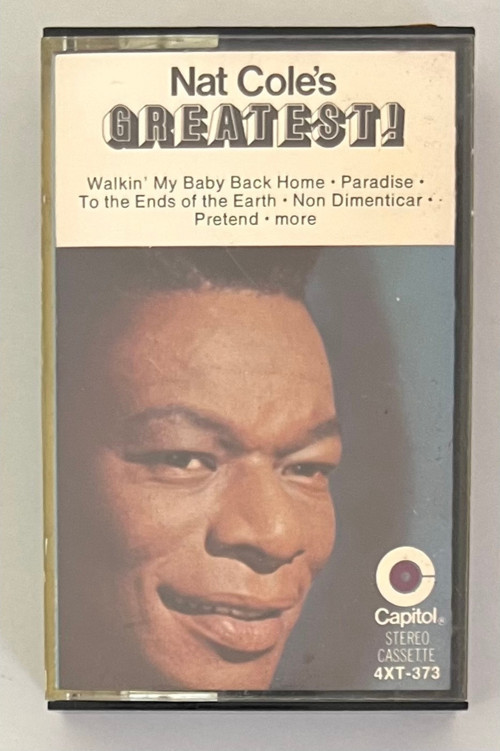 Nat Cole's
GREATEST!
Walkin' My Baby Back Home • Paradise •
To the Ends of the Earth • Non Dimenticar •
Pretend • more
Capitol®
STEREO
CASSETTE
4XT-373